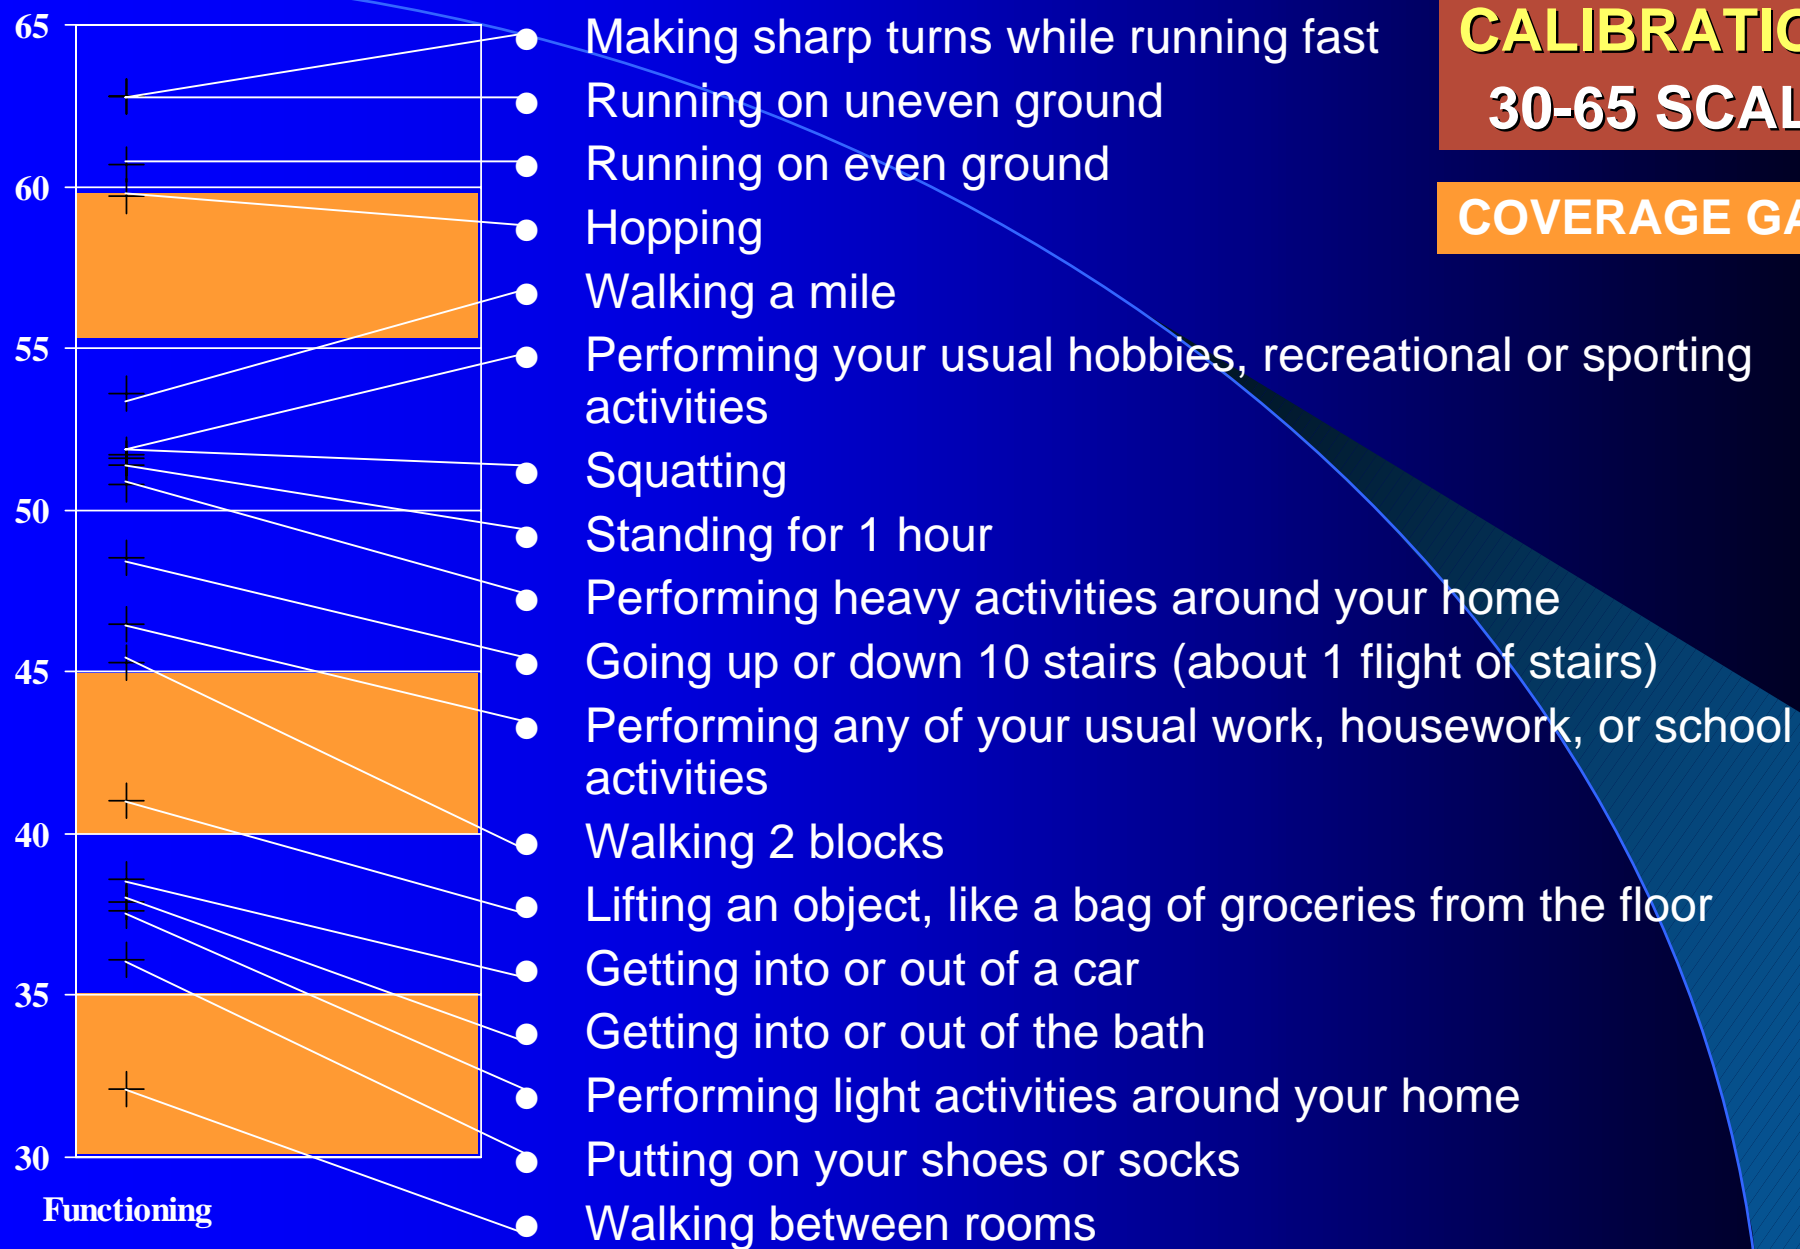 65
60
55
50
45
40
35
30
Functioning
Making sharp turns while running fast
Running on uneven ground
Running on even ground
Hopping
Walking a mile
Performing your usual hobbies, recreational or sporting
activities
Squatting
Standing for 1 hour
Performing heavy activities around your home
Going up or down 10 stairs (about 1 flight of stairs)
Performing any of your usual work, housework, or school
activities
Walking 2 blocks
Lifting an object, like a bag of groceries from the floor
Getting into or out of a car
Getting into or out of the bath
Performing light activities around your home
Putting on your shoes or socks
Walking between rooms
30-65
COVERAGE